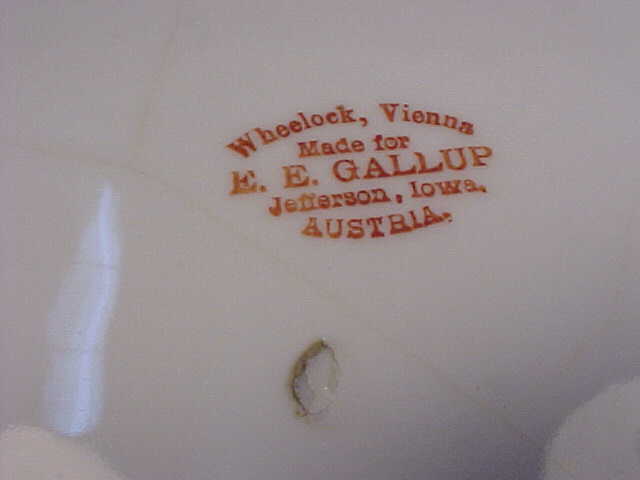 Wheelock, Vienna
Made for
E. E. GALLUP
Jefferson, Iowa.
AUSTRIA.